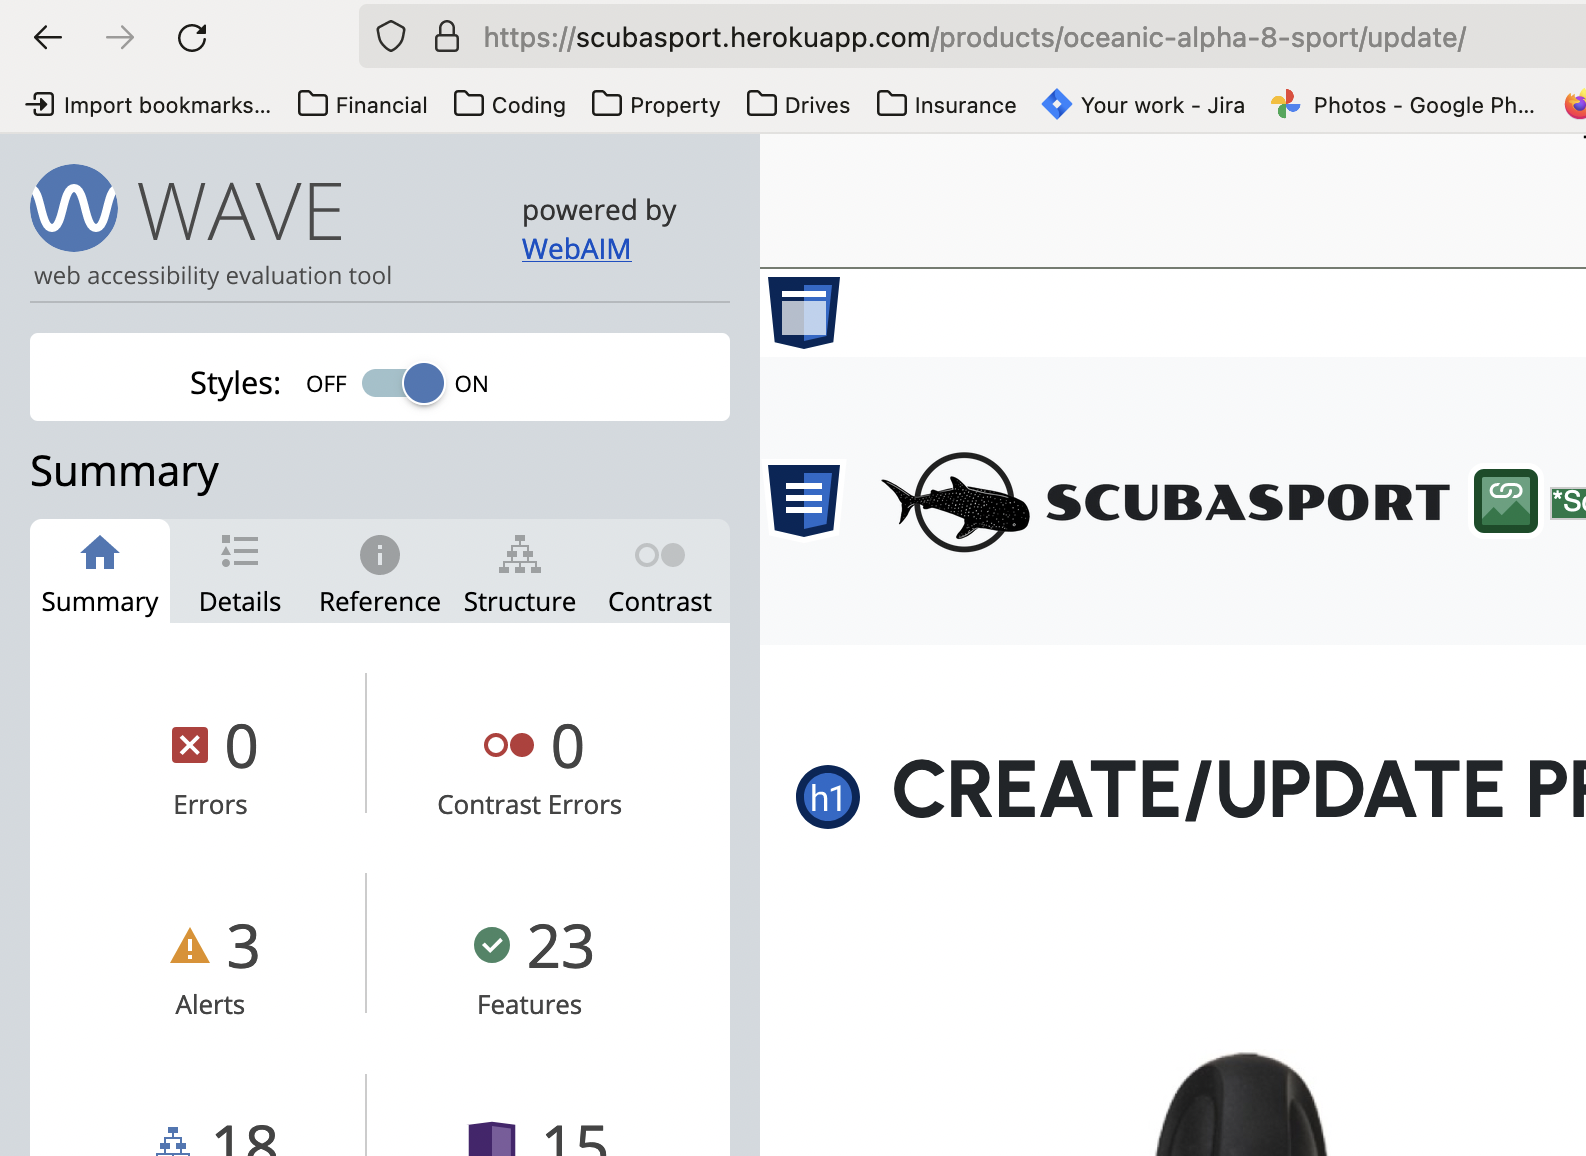 https://scubasport.herokuapp.com/products/oceanic-alpha-8-sport/update/
Import bookmarks... Financial Coding Property Drives Insurance Your work - Jira Photos - Google Ph...
WAVE
powered by
WebAIM
web accessibility evaluation tool
Styles: OFF ON
Summary
Summary Details Reference Structure Contrast
0 0
Errors Contrast Errors
3 23
Alerts Features
18 15
SCUBASPORT
h1 CREATE/UPDATE